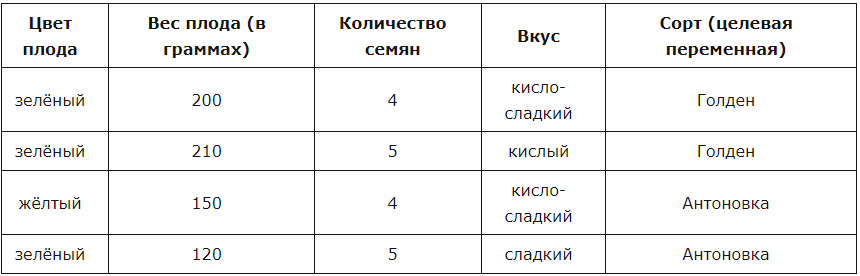 Цвет плода
Вес плода (в граммах)
Количество семян
Вкус
Сорт (целевая переменная)
зелёный
200
4
кисло-
сладкий
Голден
зелёный
210
5
кислый
Голден
жёлтый
150
4
кисло-
сладкий
Антоновка
зелёный
120
5
сладкий
Антоновка